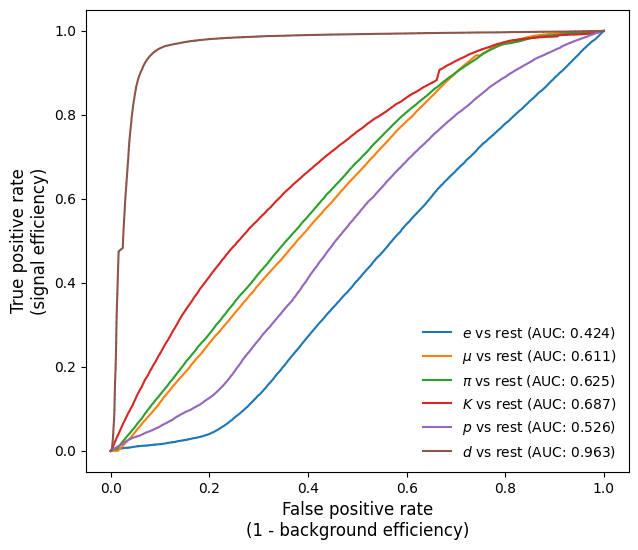 1.0
0.8
0.6
0.4
0.2
0.0
True positive rate
(signal efficiency)
e vs rest (AUC: 0.424)
μ vs rest (AUC: 0.611)
π vs rest (AUC: 0.625)
K vs rest (AUC: 0.687)
p vs rest (AUC: 0.526)
d vs rest (AUC: 0.963)
0.0 0.2 0.4 0.6 0.8 1.0
False positive rate
(1 - background efficiency)